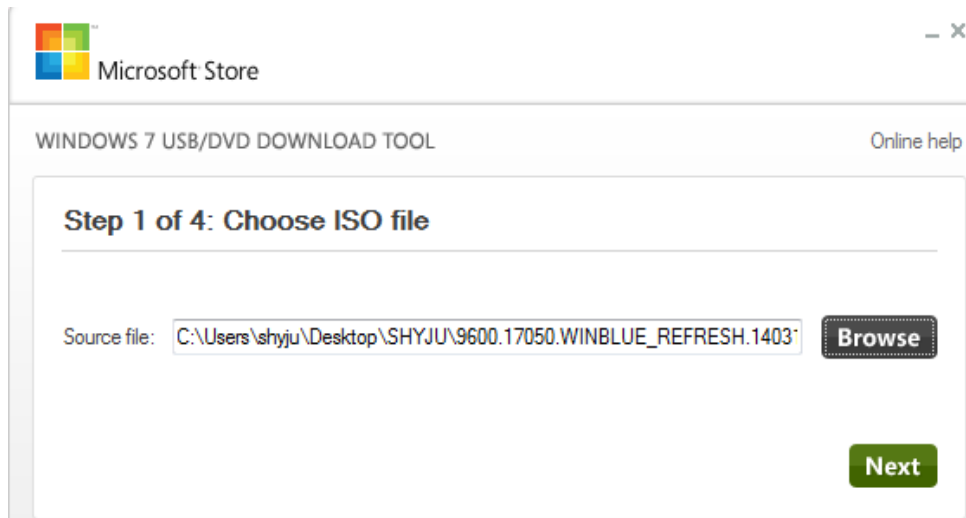 Microsoft Store
WINDOWS 7 USB/DVD DOWNLOAD TOOL Online help
Step 1 of 4: Choose ISO file
Source file: C:\Users\shyju\Desktop\SHYJU\9600.17050.WINBLUE_REFRESH.1403 Browse
Next